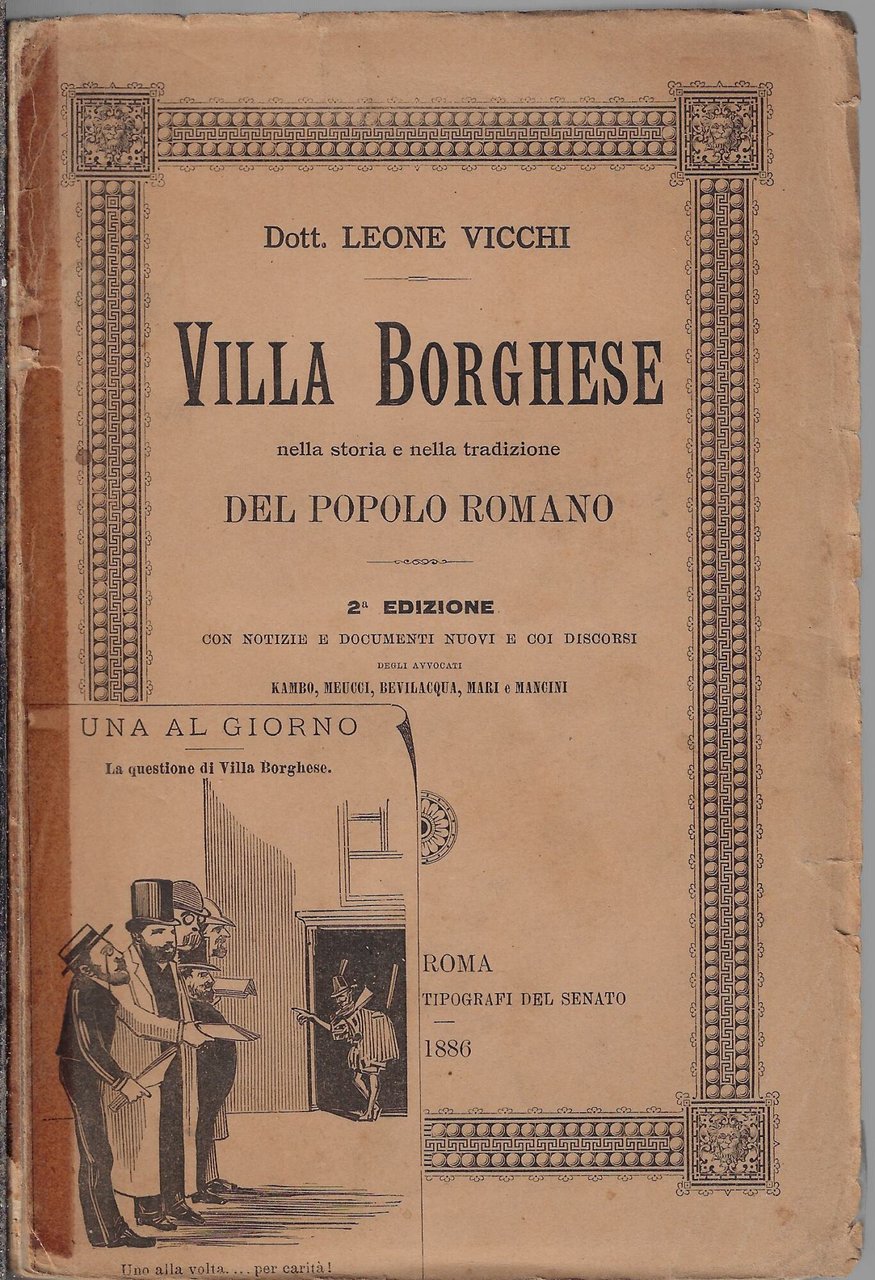 Dott. LEONE VICCHI
VILLA BORGHESE
nella storia e nella tradizione
DEL POPOLO ROMANO
2ª EDIZIONE
CON NOTIZIE E DOCUMENTI NUOVI E COI DISCORSI
DEGLI AVVOCATI
KAMBO, MEUCCI, BEVILACQUA, MARI e MANCINI
UNA AL GIORNO
La questione di Villa Borghese.
Uno alla volta.... per carità!
ROMA
TIPOGRAFI DEL SENATO
1886